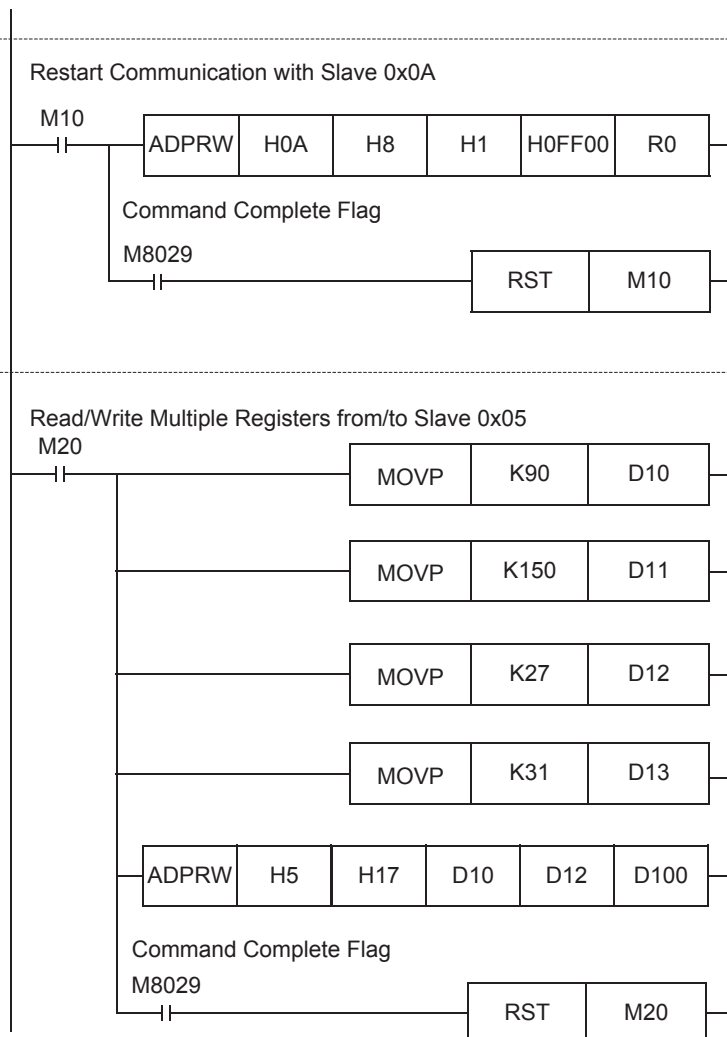 Restart Communication with Slave 0x0A
M10
ADPRW H0A H8 H1 H0FF00 R0
Command Complete Flag
M8029
RST M10
Read/Write Multiple Registers from/to Slave 0x05
M20
MOVP K90 D10
MOVP K150 D11
MOVP K27 D12
MOVP K31 D13
ADPRW H5 H17 D10 D12 D100
Command Complete Flag
M8029
RST M20